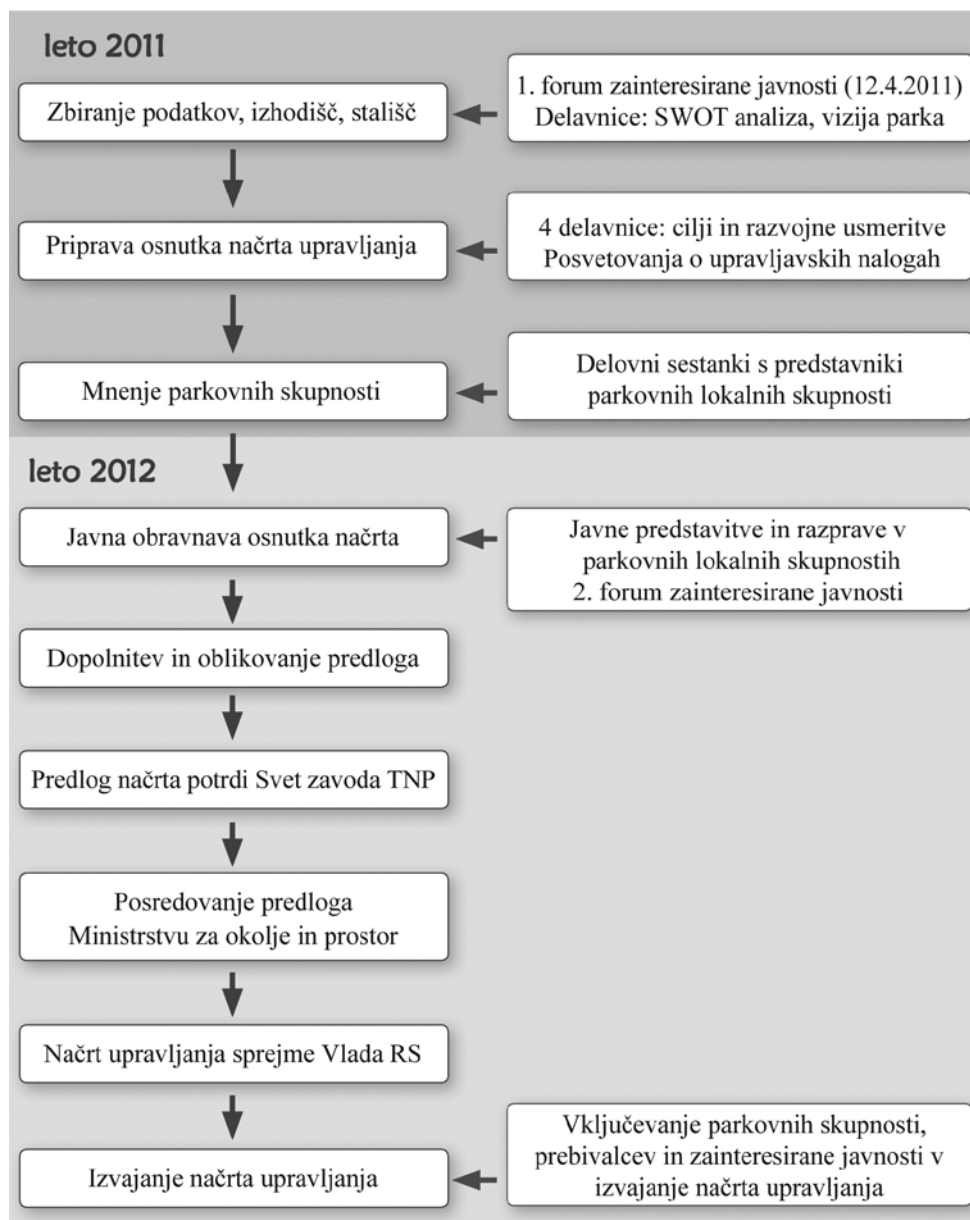 leto 2011
Zbiranje podatkov, izhodišč, stališč
1. forum zainteresirane javnosti (12.4.2011)
Delavnice: SWOT analiza, vizija parka
Priprava osnutka načrta upravljanja
4 delavnice: cilji in razvojne usmeritve
Posvetovanja o upravljavskih nalogah
Mnenje parkovnih skupnosti
Delovni sestanki s predstavniki
parkovnih lokalnih skupnosti
leto 2012
Javna obravnava osnutka načrta
Javne predstavitve in razprave v
parkovnih lokalnih skupnostih
2. forum zainteresirane javnosti
Dopolnitev in oblikovanje predloga
Predlog načrta potrdi Svet zavoda TNP
Posredovanje predloga
Ministrstvu za okolje in prostor
Načrt upravljanja sprejme Vlada RS
Izvajanje načrta upravljanja
Vključevanje parkovnih skupnosti,
prebivalcev in zainteresirane javnosti v
izvajanje načrta upravljanja